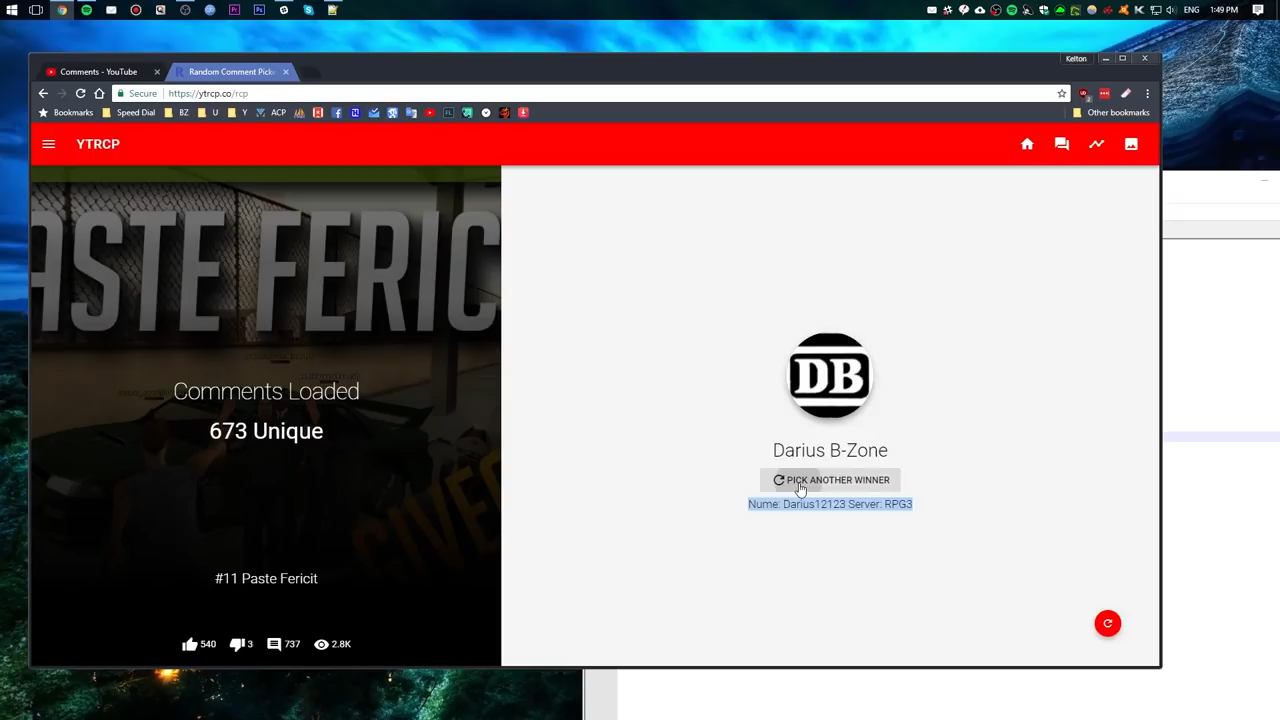 ENG
1:49 PM
Comments - YouTube
Random Comment Picke
Kelton
Secure
https://ytrcp.co/rcp
Bookmarks
Speed Dial
BZ
U
Y
ACP
Other bookmarks
YTRCP
ASTE FERIC
Comments Loaded
673 Unique
#11 Paste Fericit
540
3
737
2.8K
DB
Darius B-Zone
PICK ANOTHER WINNER
Nume: Darius12123 Server: RPG3